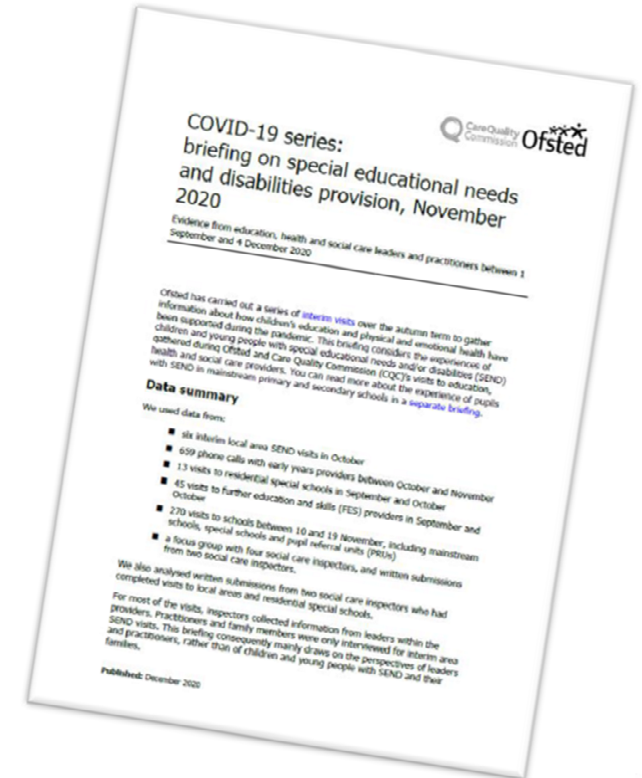 CareQuality
Commission
Ofsted
COVID-19 series:
briefing on special educational needs
and disabilities provision, November
2020
Evidence from education, health and social care leaders and practitioners between 1
September and 4 December 2020
Ofsted has carried out a series of interim visits over the autumn term to gather
information about how children's education and physical and emotional health have
been supported during the pandemic. This briefing considers the experiences of
children and young people with special educational needs and/or disabilities (SEND)
gathered during Ofsted and Care Quality Commission (CQC)'s visits to education,
health and social care providers. You can read more about the experience of pupils
with SEND in mainstream primary and secondary schools in a separate briefing.
Data summary
We used data from:
■ six interim local area SEND visits in October
■ 659 phone calls with early years providers between October and November
■ 13 visits to residential special schools in September and October
■ 45 visits to further education and skills (FES) providers in September and
October
■ 270 visits to schools between 10 and 19 November, including mainstream
schools, special schools and pupil referral units (PRUs)
■ a focus group with four social care inspectors, and written submissions
from two social care inspectors.
We also analysed written submissions from two social care inspectors who had
completed visits to local areas and residential special schools.
For most of the visits, inspectors collected information from leaders within the
providers. Practitioners and family members were only interviewed for interim area
SEND visits. This briefing consequently mainly draws on the perspectives of leaders
and practitioners, rather than of children and young people with SEND and their
families.
Published: December 2020